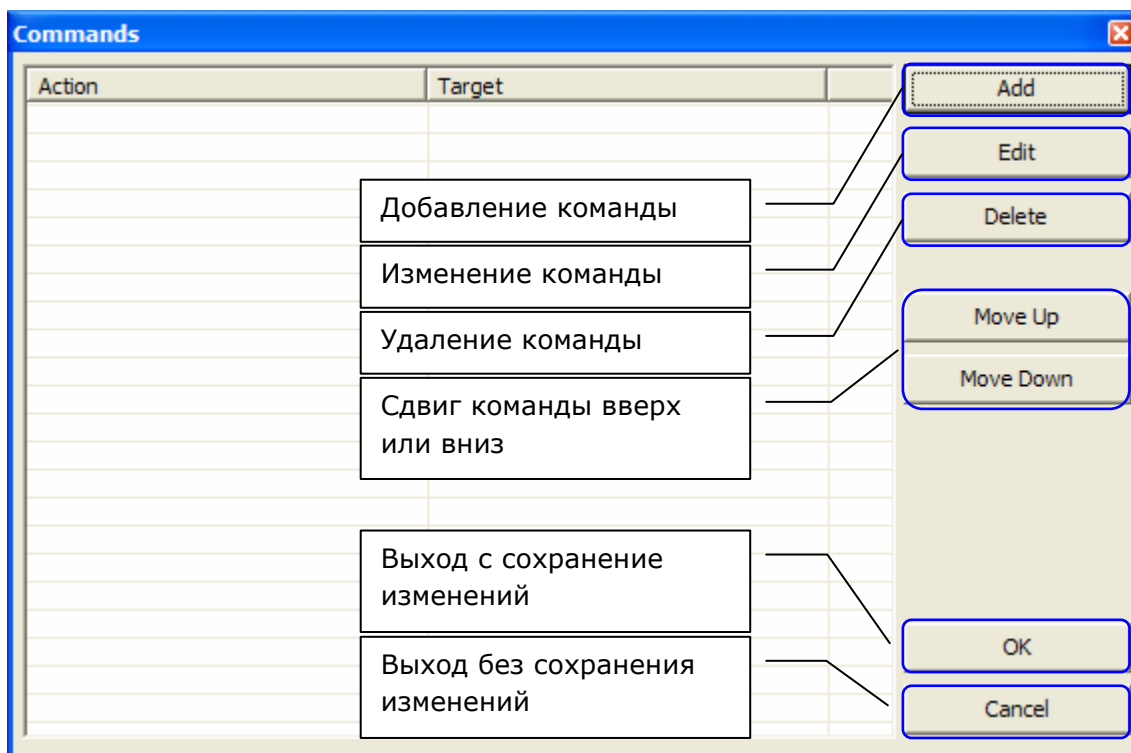 Commands
Action Target Add
Edit
Добавление команды Delete
Изменение команды
Удаление команды Move Up
Сдвиг команды вверх Move Down
или вниз
Выход с сохранение
изменений
Выход без сохранения OK
изменений Cancel